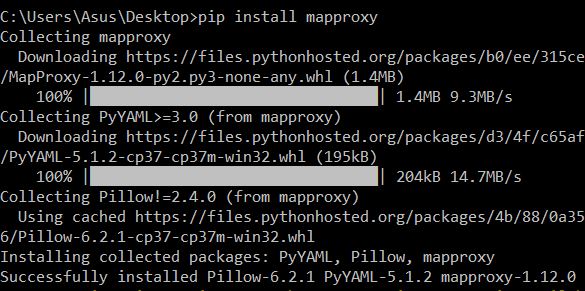 C:\Users\Asus\Desktop>pip install mapproxy
Collecting mapproxy
  Downloading https://files.pythonhosted.org/packages/b0/ee/315ce
/MapProxy-1.12.0-py2.py3-none-any.whl (1.4MB)
    100% |████████████████████████████████| 1.4MB 9.3MB/s
Collecting PyYAML>=3.0 (from mapproxy)
  Downloading https://files.pythonhosted.org/packages/d3/4f/c65af
/PyYAML-5.1.2-cp37-cp37m-win32.whl (195kB)
    100% |████████████████████████████████| 204kB 14.7MB/s
Collecting Pillow!=2.4.0 (from mapproxy)
  Using cached https://files.pythonhosted.org/packages/4b/88/0a35
6/Pillow-6.2.1-cp37-cp37m-win32.whl
Installing collected packages: PyYAML, Pillow, mapproxy
Successfully installed Pillow-6.2.1 PyYAML-5.1.2 mapproxy-1.12.0